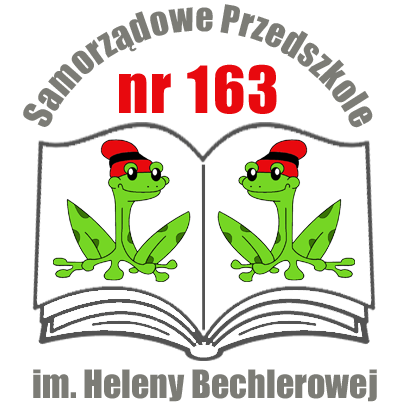 Samorządowe Przedszkole
nr 163
im. Heleny Bechlerowej